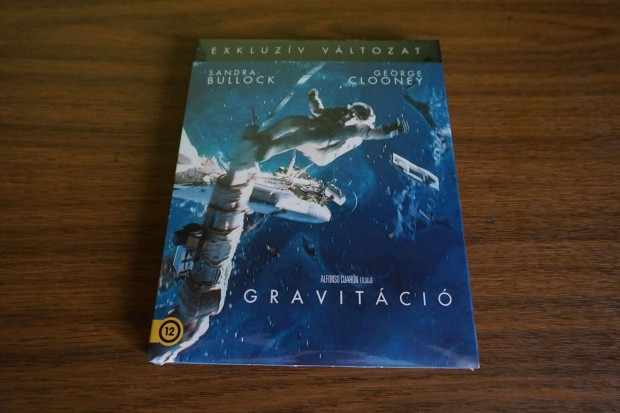 EXKLUZÍV VÁLTOZAT
SANDRA BULLOCK
GEORGE CLOONEY
ALFONSO CUARÓN FILMJE
GRAVITÁCIÓ
12